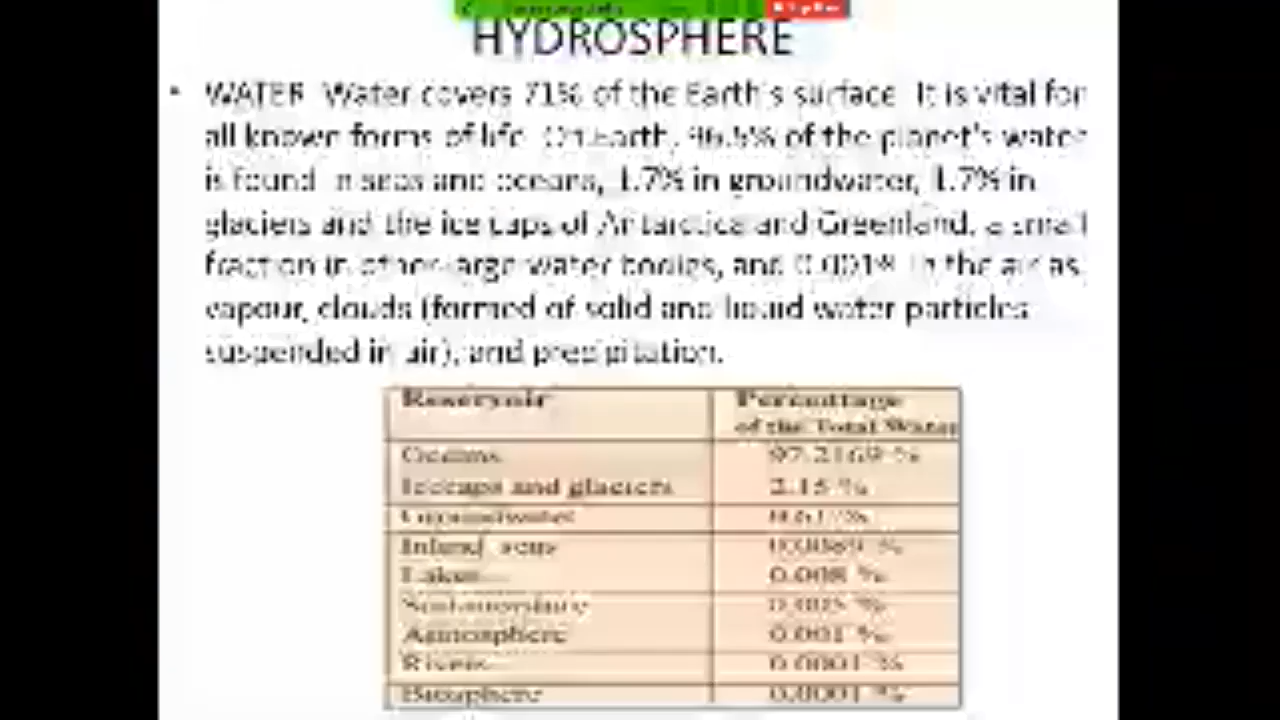 HYDROSPHERE
• WATER Water covers 71% of the Earth's surface. It is vital for
all known forms of life. On Earth, 96.5% of the planet's water
is found in seas and oceans, 1.7% in groundwater, 1.7% in
glaciers and the ice caps of Antarctica and Greenland, a small
fraction in other large water bodies, and 0.001% in the air as
vapour, clouds (formed of solid and liquid water particles
suspended in air), and precipitation.
Reservoir Percentage
of the Total Water
Oceans %
Icecaps and glaciers 2.15 %
Groundwater
Inland seas %
Lakes 0.008 %
%
Atmosphere 0.001 %
Rivers 0.0001 %
Biosphere 0.0001 %